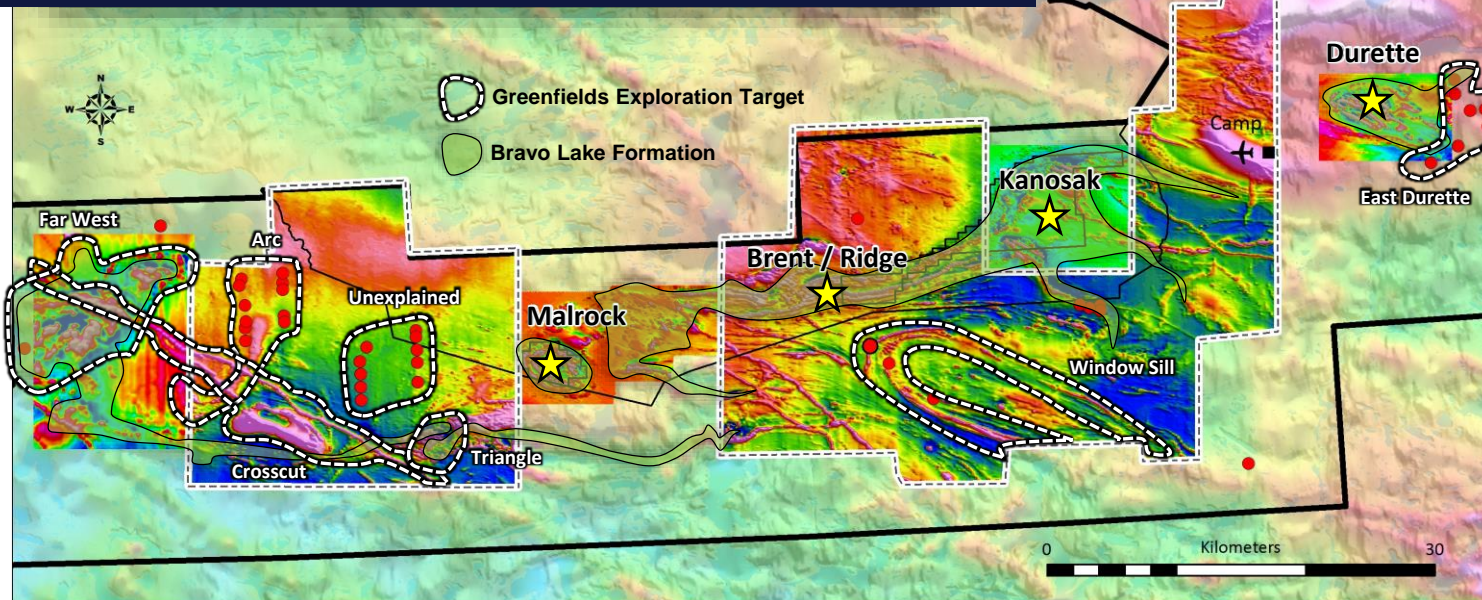 Durette
N
W E
S
Greenfields Exploration Target
Camp
Bravo Lake Formation
Kanosak
East Durette
Far West
Arc
Brent / Ridge
Unexplained
Malrock
Window Sill
Triangle
Crosscut
0 Kilometers 30